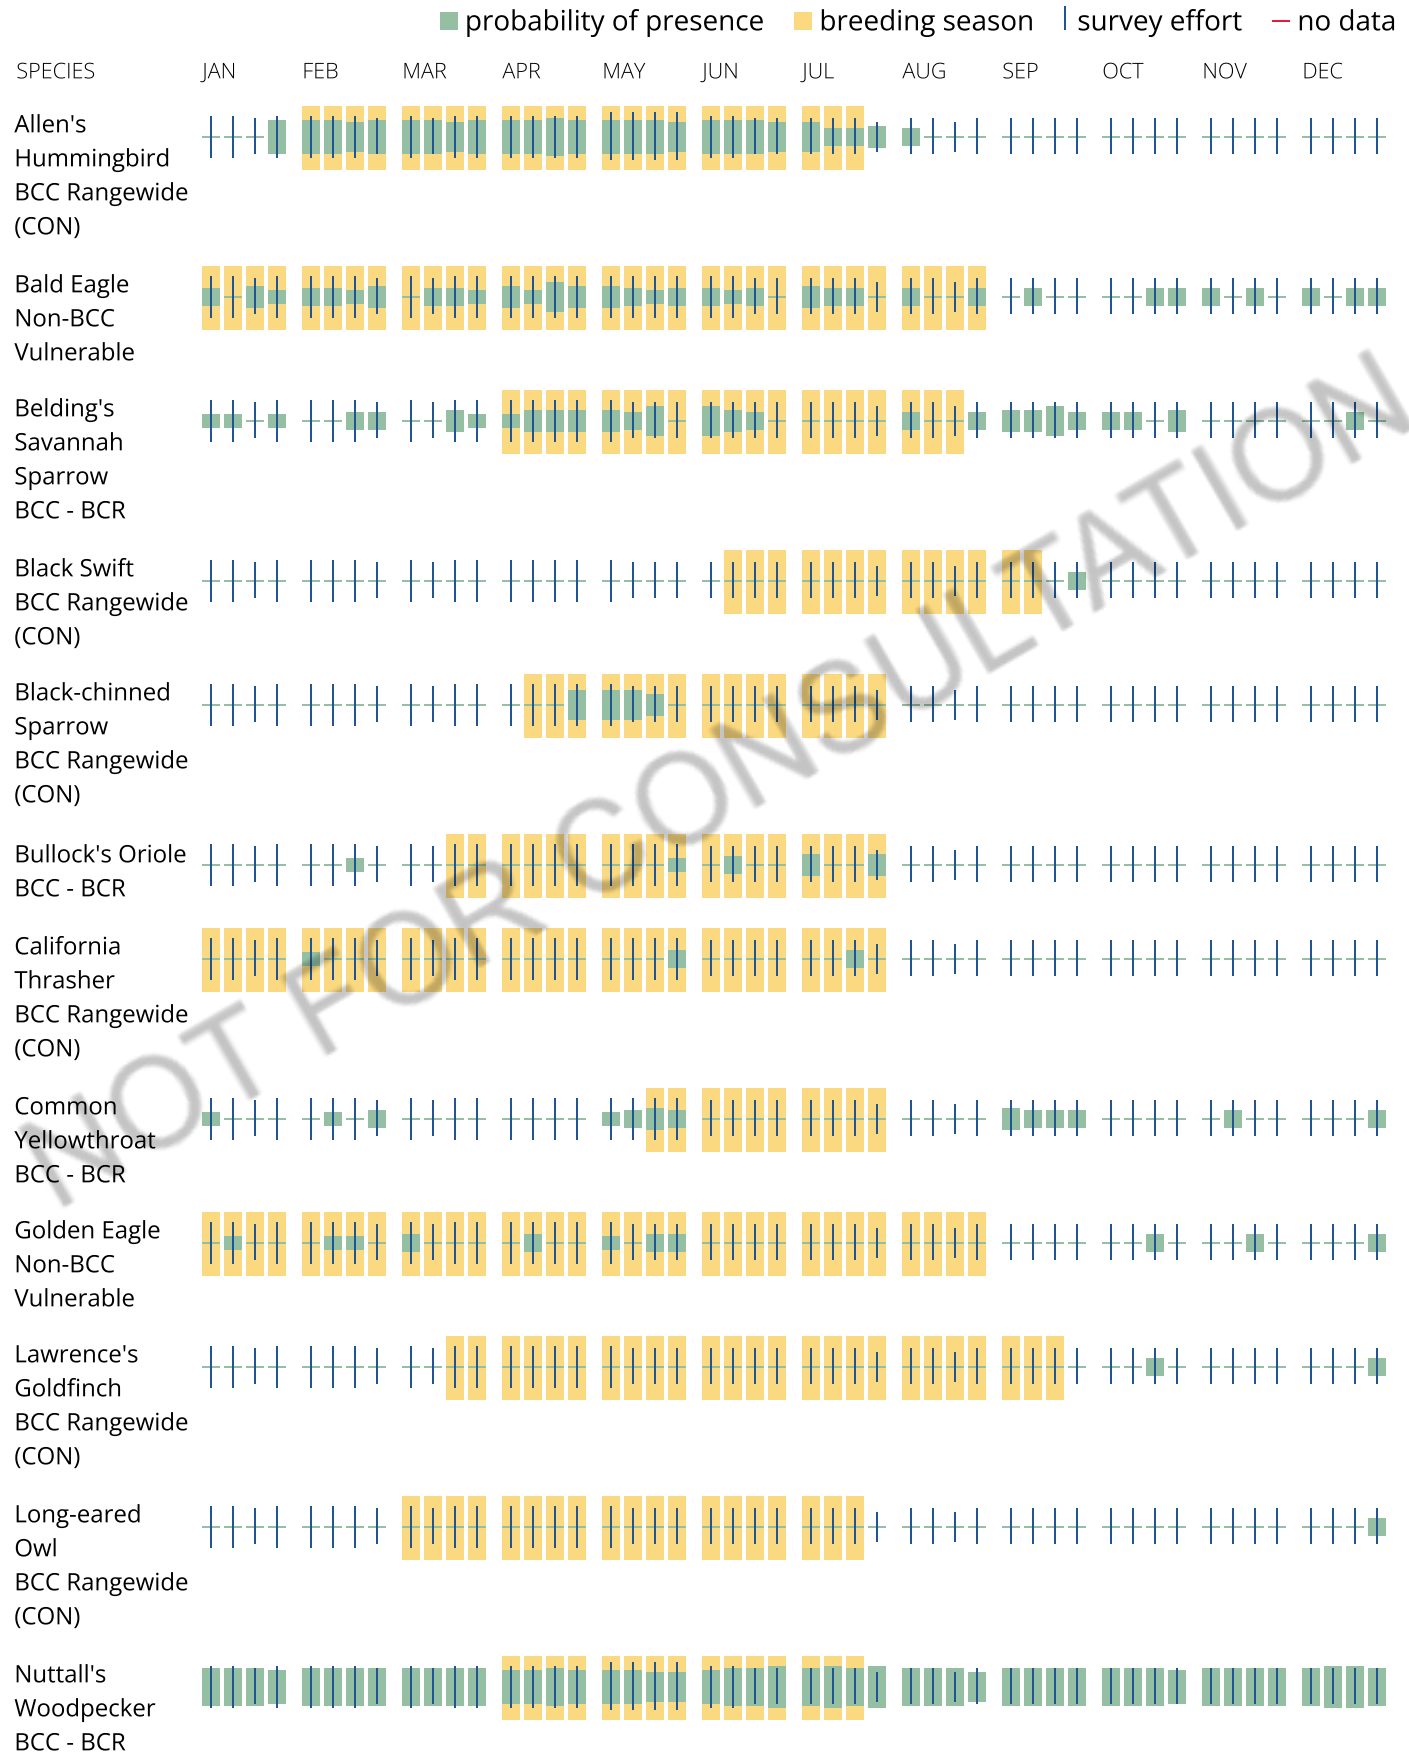 probability of presence breeding season survey effort no data
SPECIES JAN FEB MAR APR MAY JUN JUL AUG SEP OCT NOV DEC
Allen's
Hummingbird
BCC Rangewide
(CON)
Bald Eagle
Non-BCC
Vulnerable
Belding's
Savannah
Sparrow
BCC - BCR
Black Swift
BCC Rangewide
(CON)
Black-chinned
Sparrow
BCC Rangewide
(CON)
Bullock's Oriole
BCC - BCR
California
Thrasher
BCC Rangewide
(CON)
Common
Yellowthroat
BCC - BCR
Golden Eagle
Non-BCC
Vulnerable
Lawrence's
Goldfinch
BCC Rangewide
(CON)
Long-eared
Owl
BCC Rangewide
(CON)
Nuttall's
Woodpecker
BCC - BCR
NOT FOR CONSULTATION